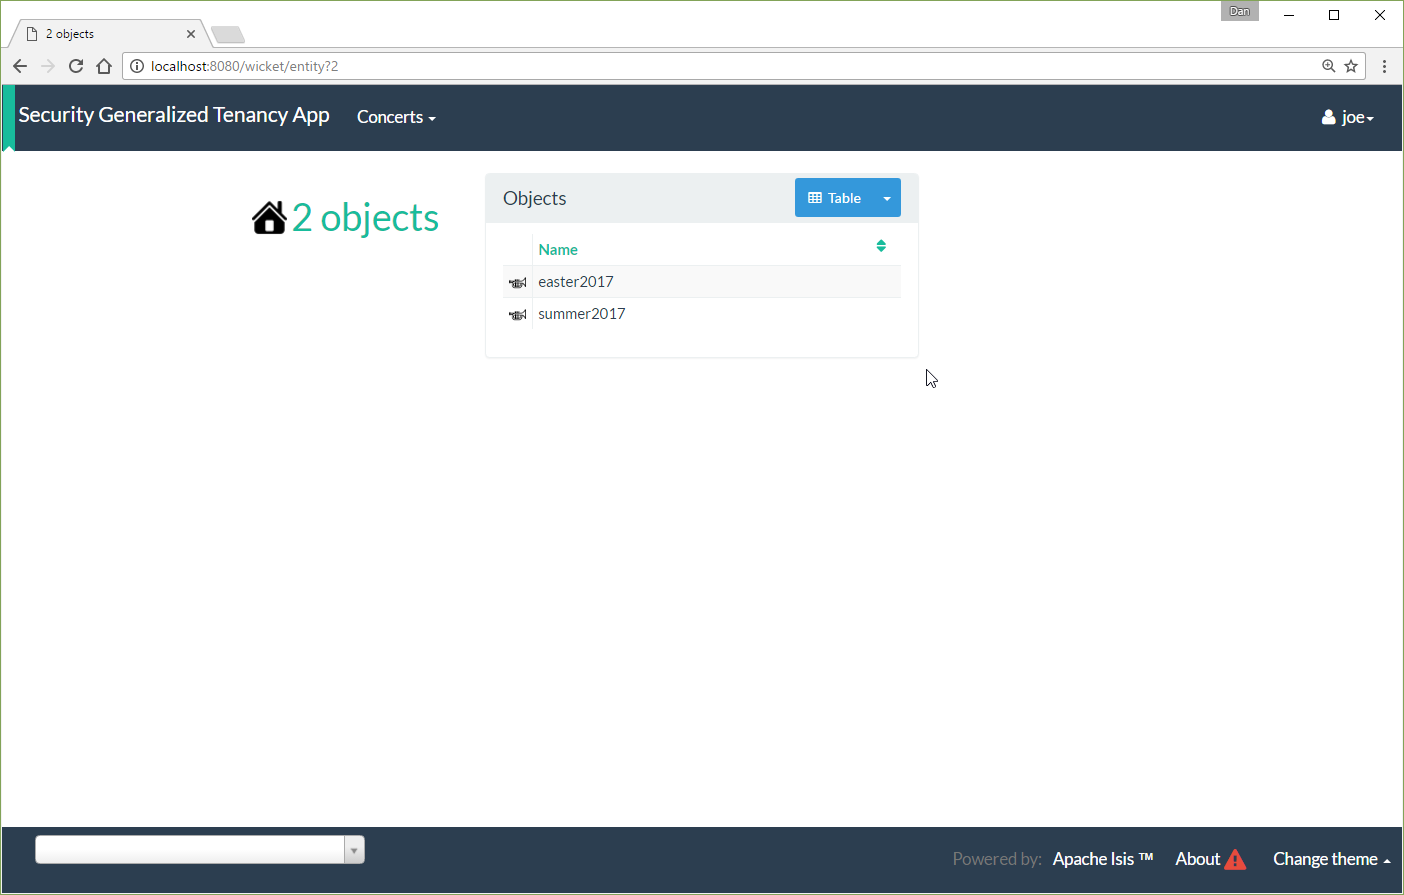 Dan
2 objects
localhost:8080/wicket/entity?2
Security Generalized Tenancy App
Concerts
joe
2 objects
Objects
Table
Name
easter2017
summer2017
Powered by:
Apache Isis ™
About
Change theme